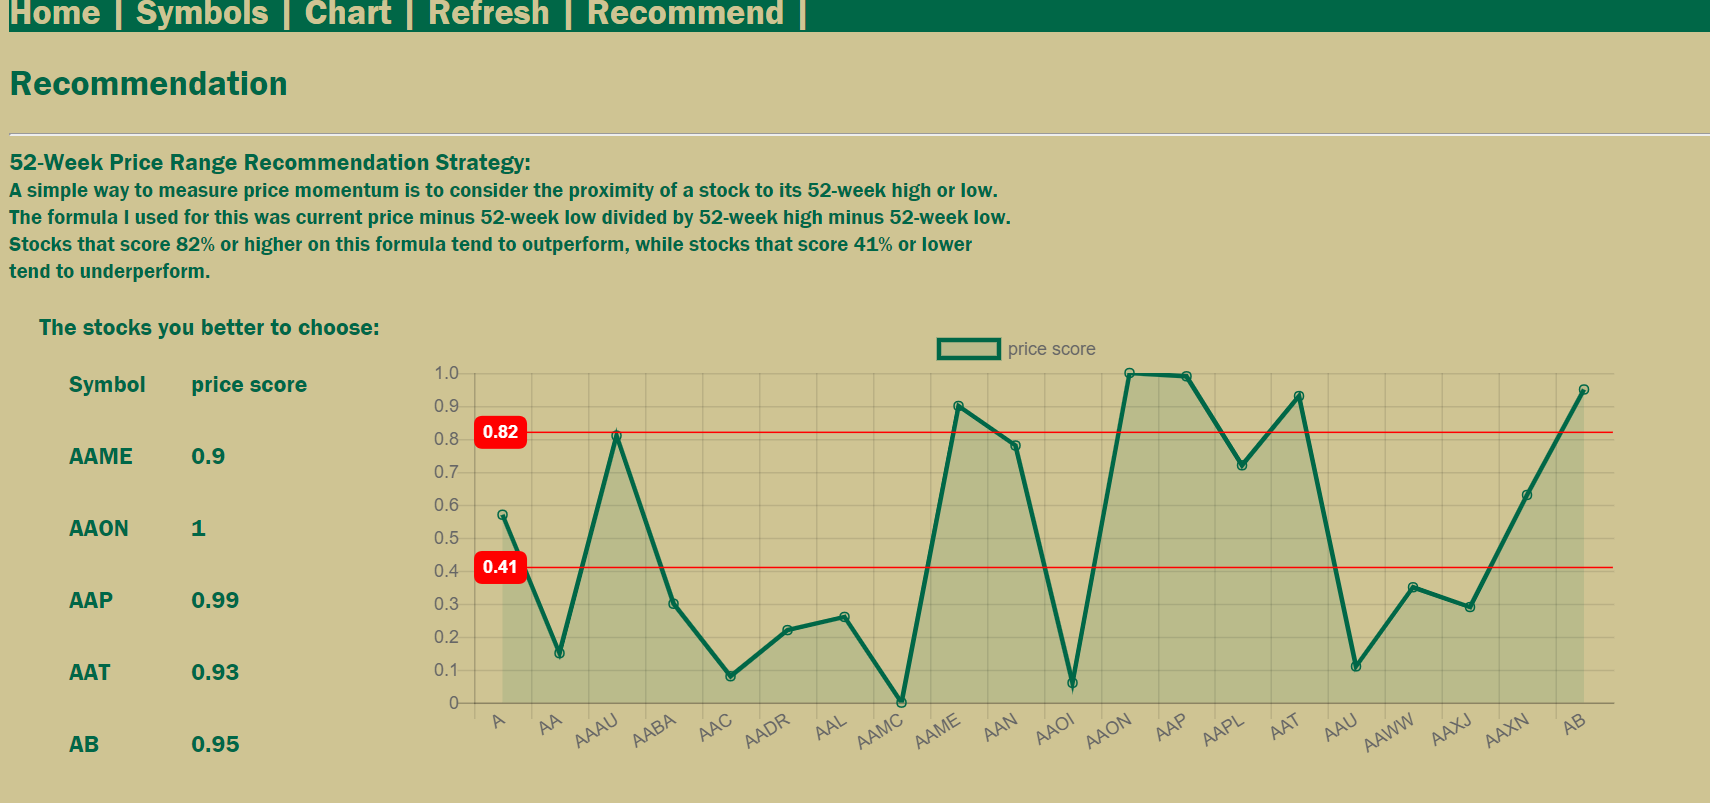 Home | Symbols | Chart | Refresh | Recommend |
Recommendation
52-Week Price Range Recommendation Strategy:
A simple way to measure price momentum is to consider the proximity of a stock to its 52-week high or low.
The formula I used for this was current price minus 52-week low divided by 52-week high minus 52-week low.
Stocks that score 82% or higher on this formula tend to outperform, while stocks that score 41% or lower
tend to underperform.
The stocks you better to choose:
Symbol price score
AAME 0.9
AAON 1
AAP 0.99
AAT 0.93
AB 0.95
price score
1.0
0.9
0.82
0.8
0.7
0.6
0.5
0.41
0.4
0.3
0.2
0.1
0
A AA AAAU AABA AAC AADR AAL AAMC AAME AAN AAOI AAON AAP AAPL AAT AAU AAWW AAXJ AAXN AB